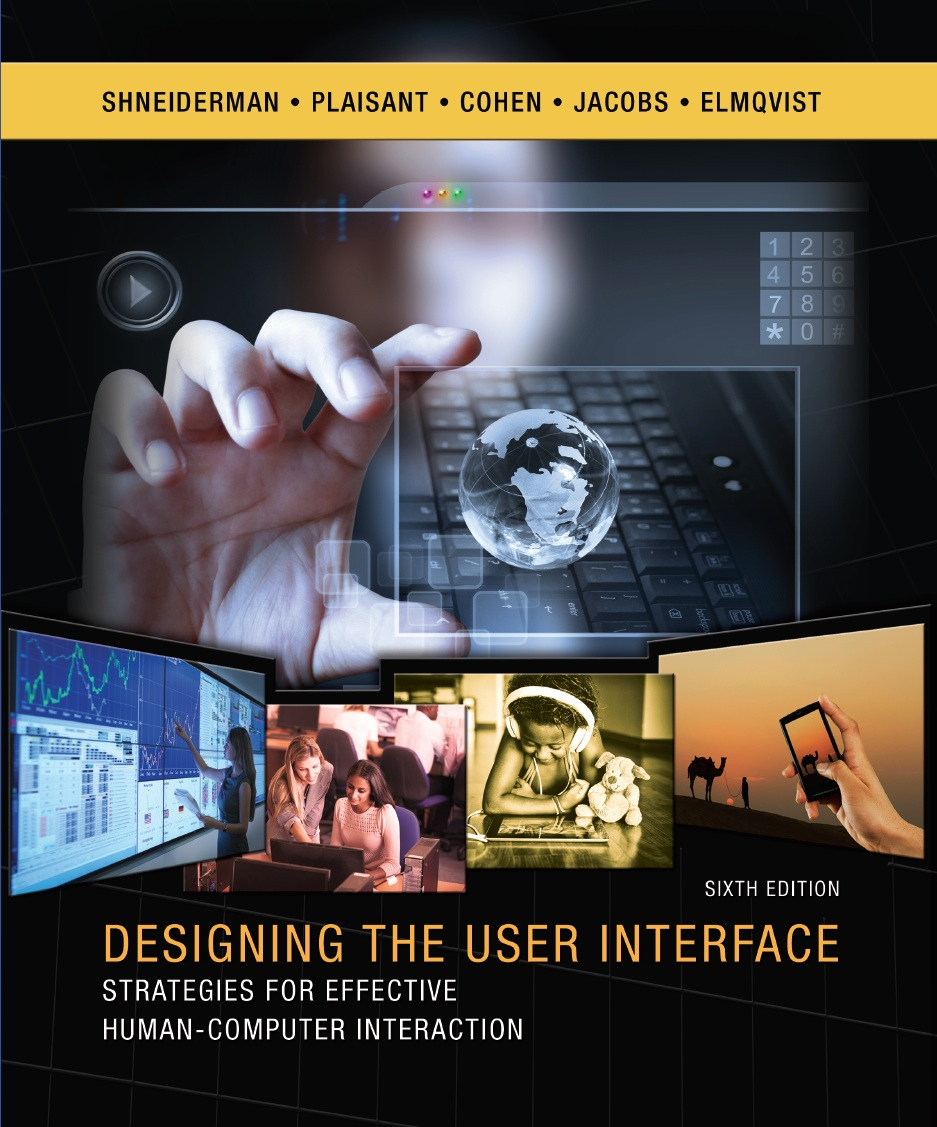 SHNEIDERMAN • PLAISANT • COHEN • JACOBS • ELMQVIST
1 2 3
4 5 6
7 8 9
* 0 #
enter
SIXTH EDITION
DESIGNING THE USER INTERFACE
STRATEGIES FOR EFFECTIVE
HUMAN-COMPUTER INTERACTION